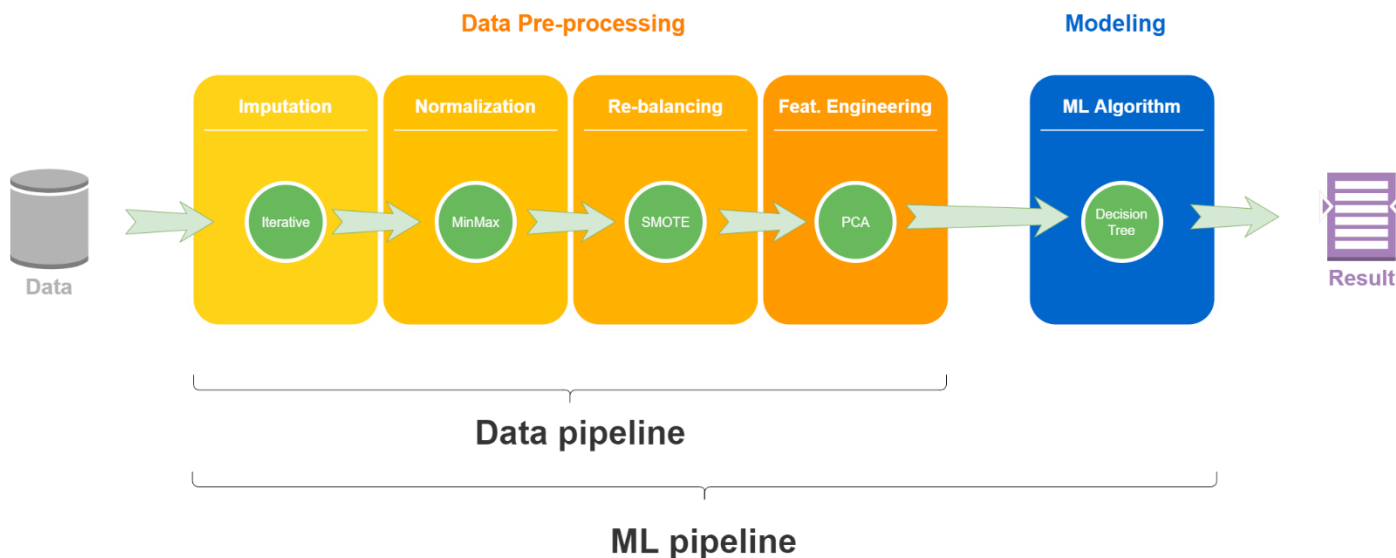 Data Pre-processing
Modeling
Imputation
Normalization
Re-balancing
Feat. Engineering
ML Algorithm
Iterative
MinMax
SMOTE
PCA
Decision
Tree
Data
Result
Data pipeline
ML pipeline